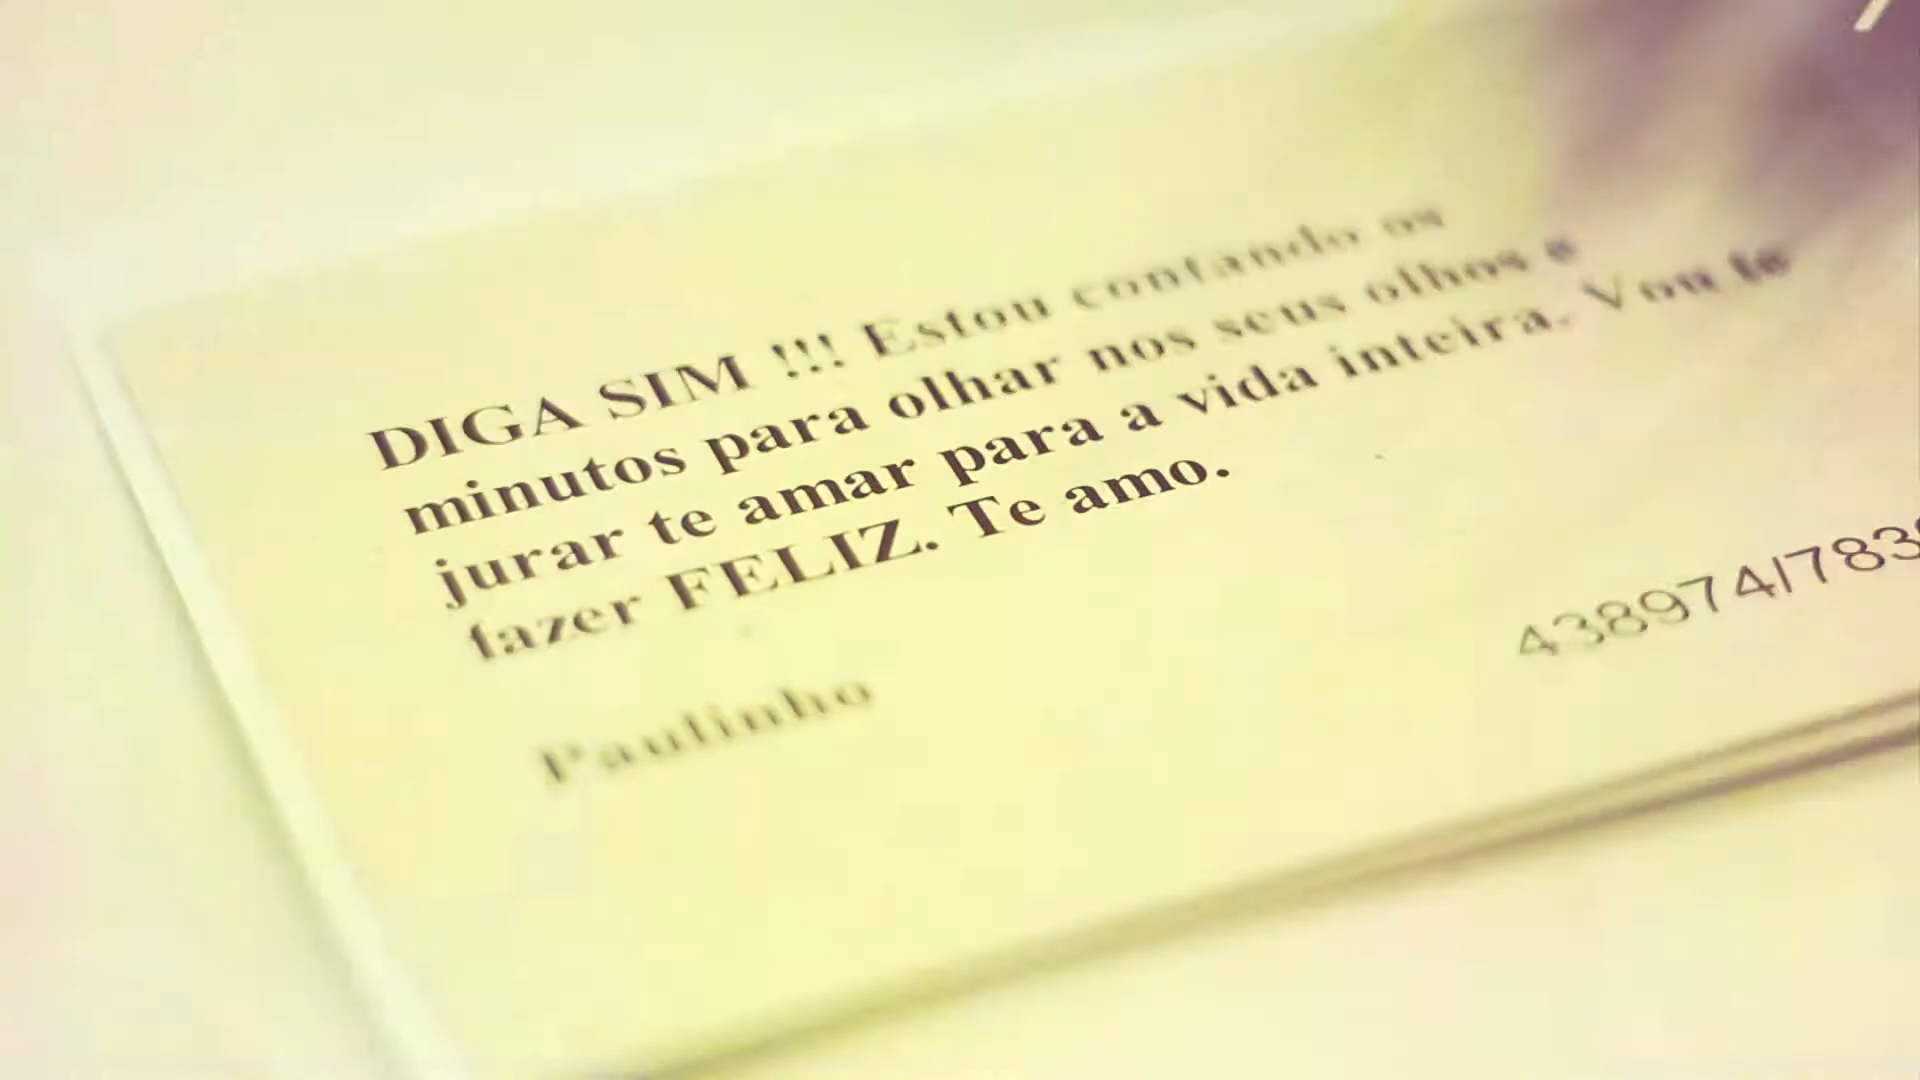 DIGA SIM !!! Estou contando os
minutos para olhar nos seus olhos e
jurar te amar para a vida inteira. Vou te
fazer FELIZ. Te amo.
Paulinho
438974/783